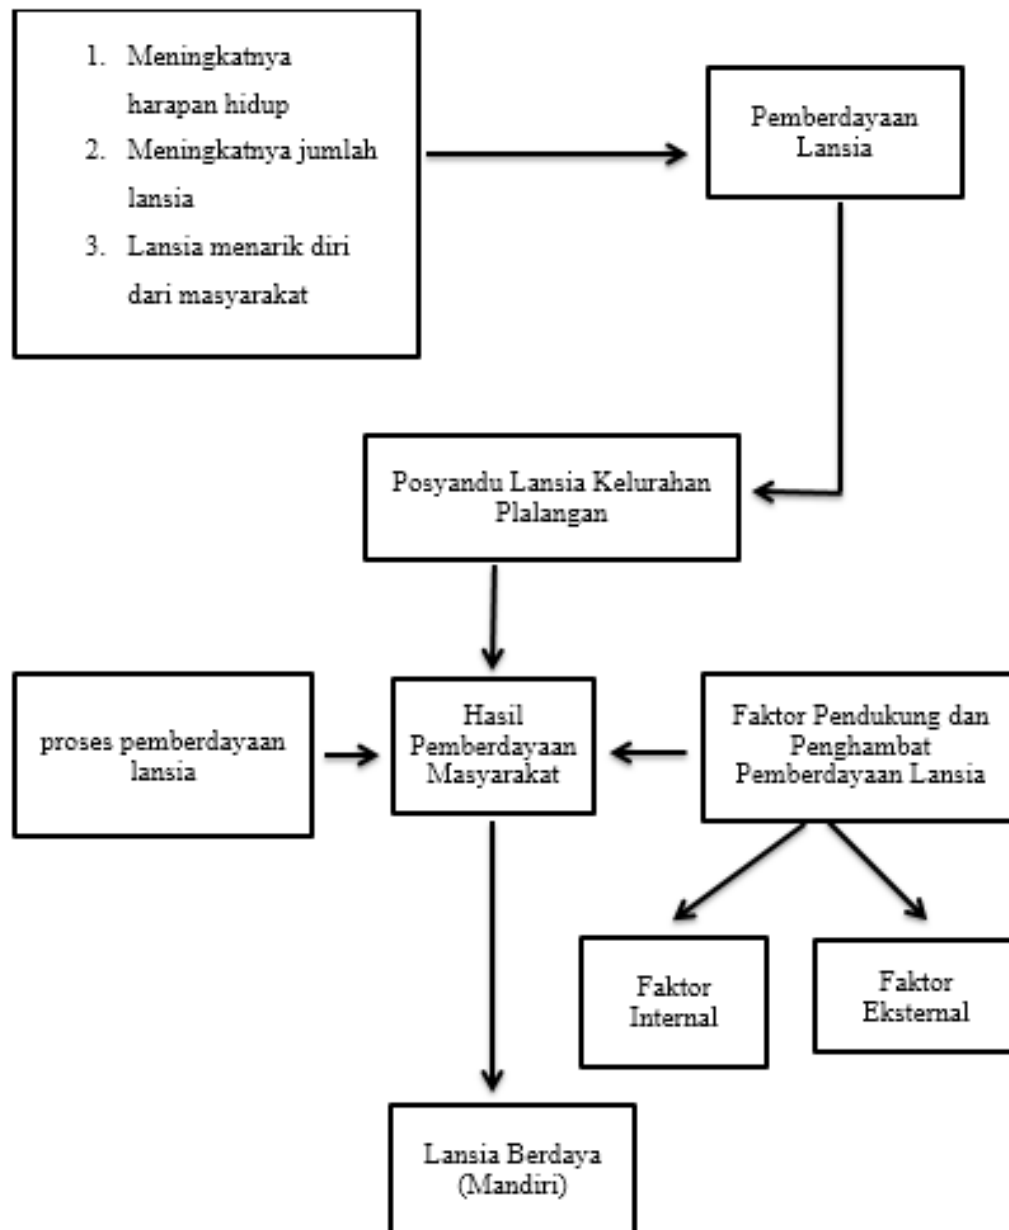 1. Meningkatnya
harapan hidup
2. Meningkatnya jumlah
lansia
3. Lansia menarik diri
dari masyarakat
Pemberdayaan
Lansia
Posyandu Lansia Kelurahan
Plalangan
proses pemberdayaan
lansia
Hasil
Pemberdayaan
Masyarakat
Faktor Pendukung dan
Penghambat
Pemberdayaan Lansia
Faktor
Internal
Faktor
Eksternal
Lansia Berdaya
(Mandiri)